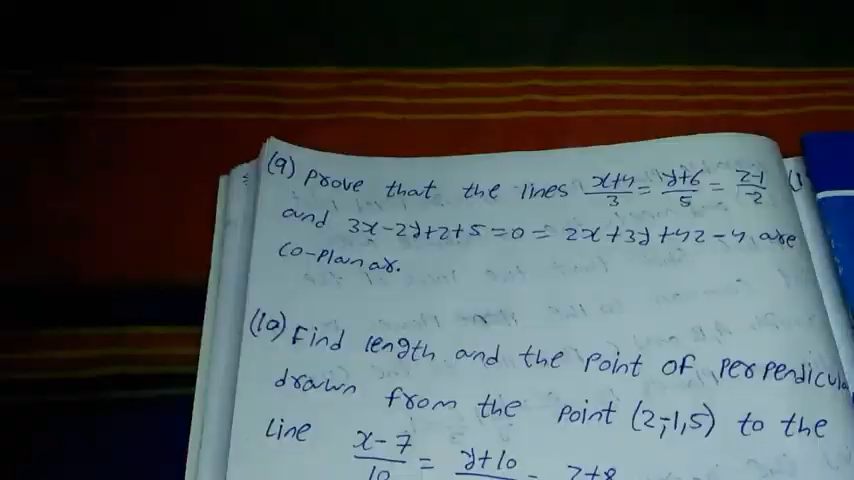 (9) Prove that the lines x+4/3 = y+6/5 = z-1/-2
and 3x-2y+z+5=0 = 2x+3y+4z-4 are
co-planar.
(10) Find length and the point of perpendicula
drawn from the point (2,-1,5) to the
line x-7/10 = y+10 = z+8